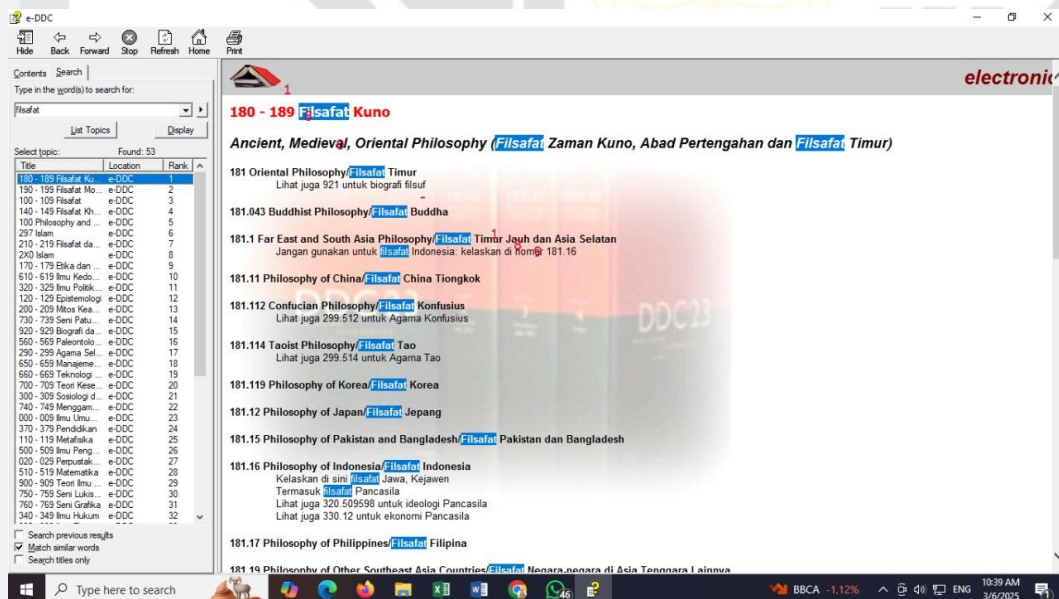 e-DDC
Hide Back Forward Stop Refresh Home Print
Contents Search
Type in the word(s) to search for:
filsafat
List Topics Display
Select topic: Found: 53
Title Location Rank
180 - 189 Filsafat Ku... e-DDC 1
190 - 199 Filsafat Mo... e-DDC 2
100 - 109 Filsafat e-DDC 3
140 - 149 Filsafat Kh... e-DDC 4
100 Philosophy and ... e-DDC 5
297 Islam e-DDC 6
210 - 219 Filsafat da... e-DDC 7
2X0 Islam e-DDC 8
170 - 179 Etika dan ... e-DDC 9
610 - 619 Ilmu Kedo... e-DDC 10
320 - 329 Ilmu Politik... e-DDC 11
120 - 129 Epistemologi e-DDC 12
200 - 209 Mitos Kea... e-DDC 13
730 - 739 Seni Patu... e-DDC 14
920 - 929 Biografi da... e-DDC 15
560 - 569 Paleontolo... e-DDC 16
290 - 299 Agama Sel... e-DDC 17
650 - 659 Manajeme... e-DDC 18
660 - 669 Teknologi ... e-DDC 19
700 - 709 Teori Kese... e-DDC 20
300 - 309 Sosiologi d... e-DDC 21
740 - 749 Menggam... e-DDC 22
000 - 009 Ilmu Umu... e-DDC 23
370 - 379 Pendidikan e-DDC 24
110 - 119 Metafisika e-DDC 25
500 - 509 Ilmu Peng... e-DDC 26
020 - 029 Perpustak... e-DDC 27
510 - 519 Matematika e-DDC 28
900 - 909 Teori Ilmu ... e-DDC 29
750 - 759 Seni Lukis... e-DDC 30
760 - 769 Seni Grafika e-DDC 31
340 - 349 Ilmu Hukum e-DDC 32
Search previous results
Match similar words
Search titles only
electronic
1
180 - 189 Filsafat Kuno
Ancient, Medieval, Oriental Philosophy (Filsafat Zaman Kuno, Abad Pertengahan dan Filsafat Timur)
181 Oriental Philosophy/Filsafat Timur
Lihat juga 921 untuk biografi filsuf
181.043 Buddhist Philosophy/Filsafat Buddha
181.1 Far East and South Asia Philosophy/Filsafat Timur Jauh dan Asia Selatan
Jangan gunakan untuk filsafat Indonesia: kelaskan di nomor 181.16
181.11 Philosophy of China/Filsafat China Tiongkok
181.112 Confucian Philosophy/Filsafat Konfusius
Lihat juga 299.512 untuk Agama Konfusius
181.114 Taoist Philosophy/Filsafat Tao
Lihat juga 299.514 untuk Agama Tao
181.119 Philosophy of Korea/Filsafat Korea
181.12 Philosophy of Japan/Filsafat Jepang
181.15 Philosophy of Pakistan and Bangladesh/Filsafat Pakistan dan Bangladesh
181.16 Philosophy of Indonesia/Filsafat Indonesia
Kelaskan di sini filsafat Jawa, Kejawen
Termasuk filsafat Pancasila
Lihat juga 320.509598 untuk ideologi Pancasila
Lihat juga 330.12 untuk ekonomi Pancasila
181.17 Philosophy of Philippines/Filsafat Filipina
181.19 Philosophy of Other Southeast Asia Countries/Filsafat Negara-negara di Asia Tenggara Lainnya
DDC23
Type here to search
46
BBCA -1,12% ENG
10:39 AM
3/6/2025